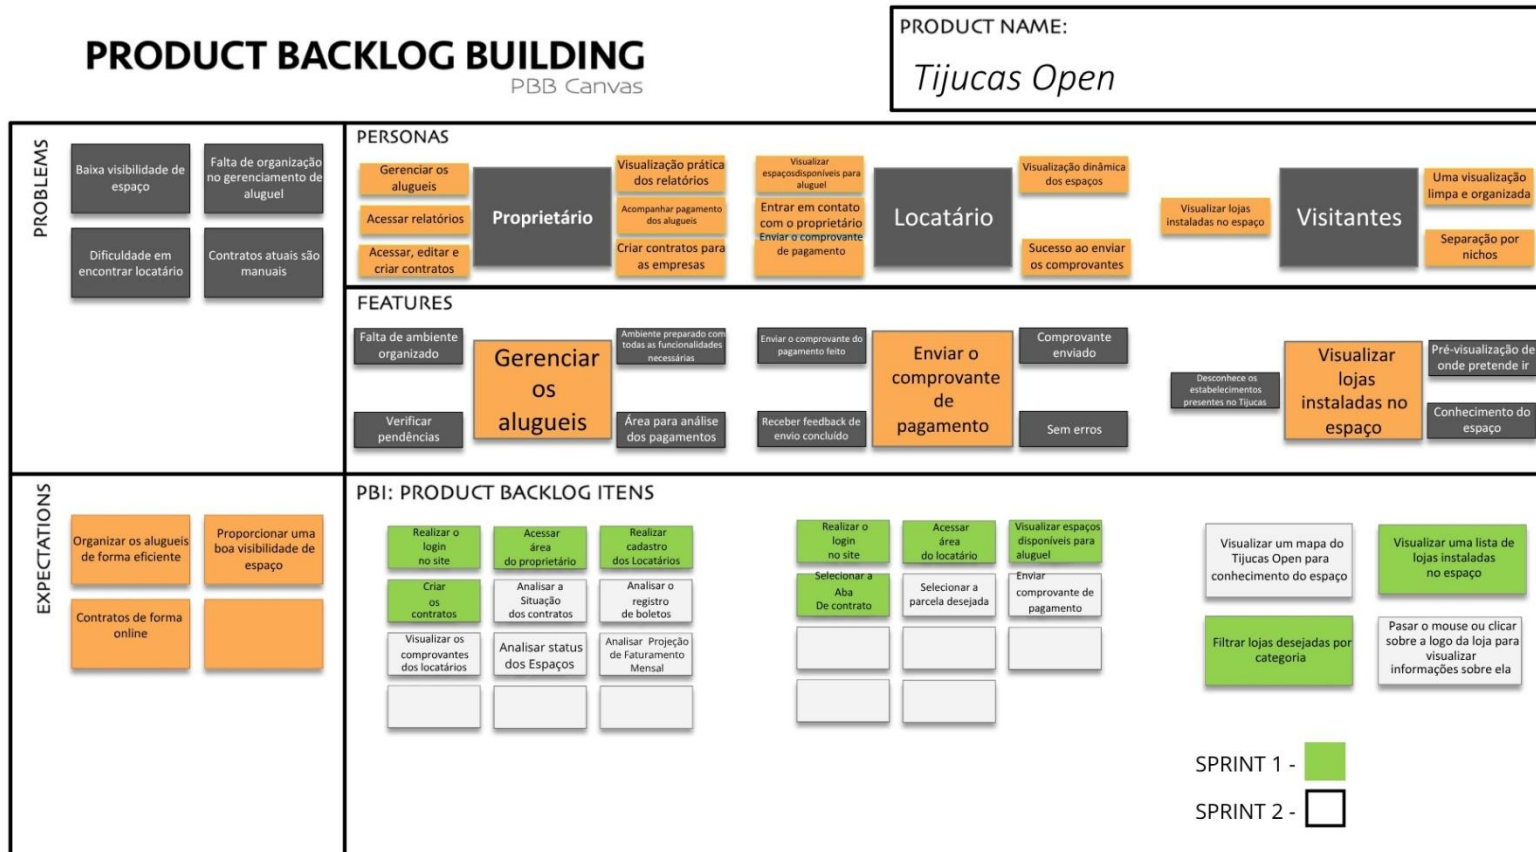 PRODUCT BACKLOG BUILDING
PBB Canvas
PRODUCT NAME:
Tijucas Open
PROBLEMS
Baixa visibilidade de
espaço
Falta de organização
no gerenciamento de
aluguel
Dificuldade em
encontrar locatário
Contratos atuais são
manuais
PERSONAS
Gerenciar os
alugueis
Acessar relatórios
Acessar, editar e
criar contratos
Proprietário
Visualização prática
dos relatórios
Acompanhar pagamento
dos alugueis
Criar contratos para
as empresas
Visualizar
espaçosdisponíveis para
aluguel
Entrar em contato
com o proprietário
Enviar o comprovante
de pagamento
Locatário
Visualização dinâmica
dos espaços
Sucesso ao enviar
os comprovantes
Visualizar lojas
instaladas no espaço
Visitantes
Uma visualização
limpa e organizada
Separação por
nichos
FEATURES
Falta de ambiente
organizado
Verificar
pendências
Gerenciar
os
alugueis
Ambiente preparado com
todas as funcionalidades
necessárias
Área para análise
dos pagamentos
Enviar o comprovante do
pagamento feito
Receber feedback de
envio concluído
Enviar o
comprovante
de
pagamento
Comprovante
enviado
Sem erros
Desconhece os
estabelecimentos
presentes no Tijucas
Visualizar
lojas
instaladas no
espaço
Pré-visualização de
onde pretende ir
Conhecimento do
espaço
EXPECTATIONS
Organizar os alugueis
de forma eficiente
Proporcionar uma
boa visibilidade de
espaço
Contratos de forma
online
PBI: PRODUCT BACKLOG ITENS
Realizar o
login
no site
Acessar
área
do proprietário
Realizar
cadastro
dos Locatários
Criar
os
contratos
Analisar a
Situação
dos contratos
Analisar o
registro
de boletos
Visualizar os
comprovantes
dos locatários
Analisar status
dos Espaços
Analisar Projeção
de Faturamento
Mensal
Realizar o
login
no site
Acessar
área
do locatário
Visualizar espaços
disponíveis para
aluguel
Selecionar a
Aba
De contrato
Selecionar a
parcela desejada
Enviar
comprovante de
pagamento
Visualizar um mapa do
Tijucas Open para
conhecimento do espaço
Visualizar uma lista de
lojas instaladas
no espaço
Filtrar lojas desejadas por
categoria
Pasar o mouse ou clicar
sobre a logo da loja para
visualizar
informações sobre ela
SPRINT 1 -
SPRINT 2 -